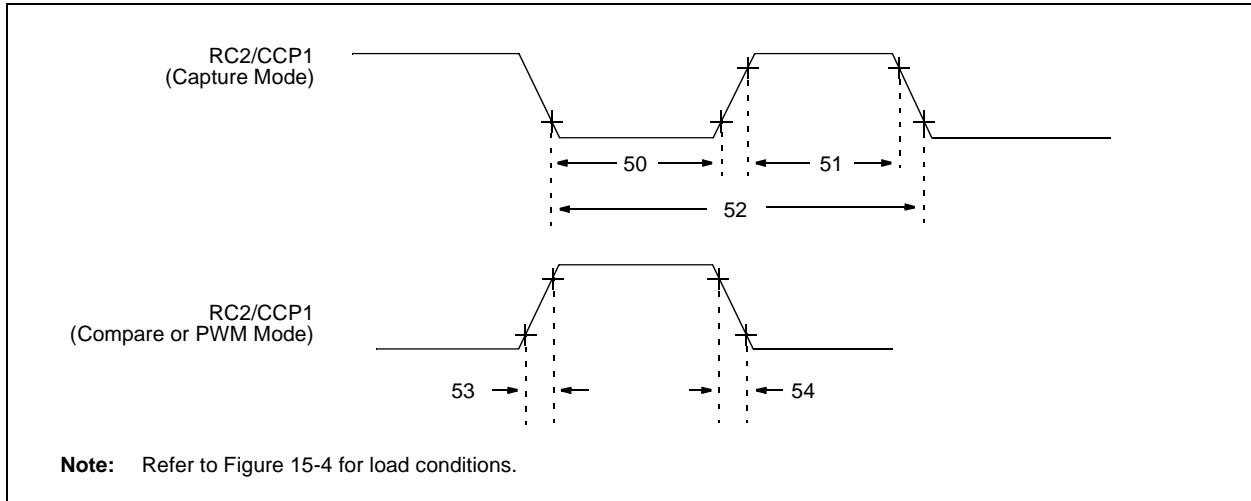 RC2/CCP1
(Capture Mode)
50
51
52
RC2/CCP1
(Compare or PWM Mode)
53
54
Note: Refer to Figure 15-4 for load conditions.